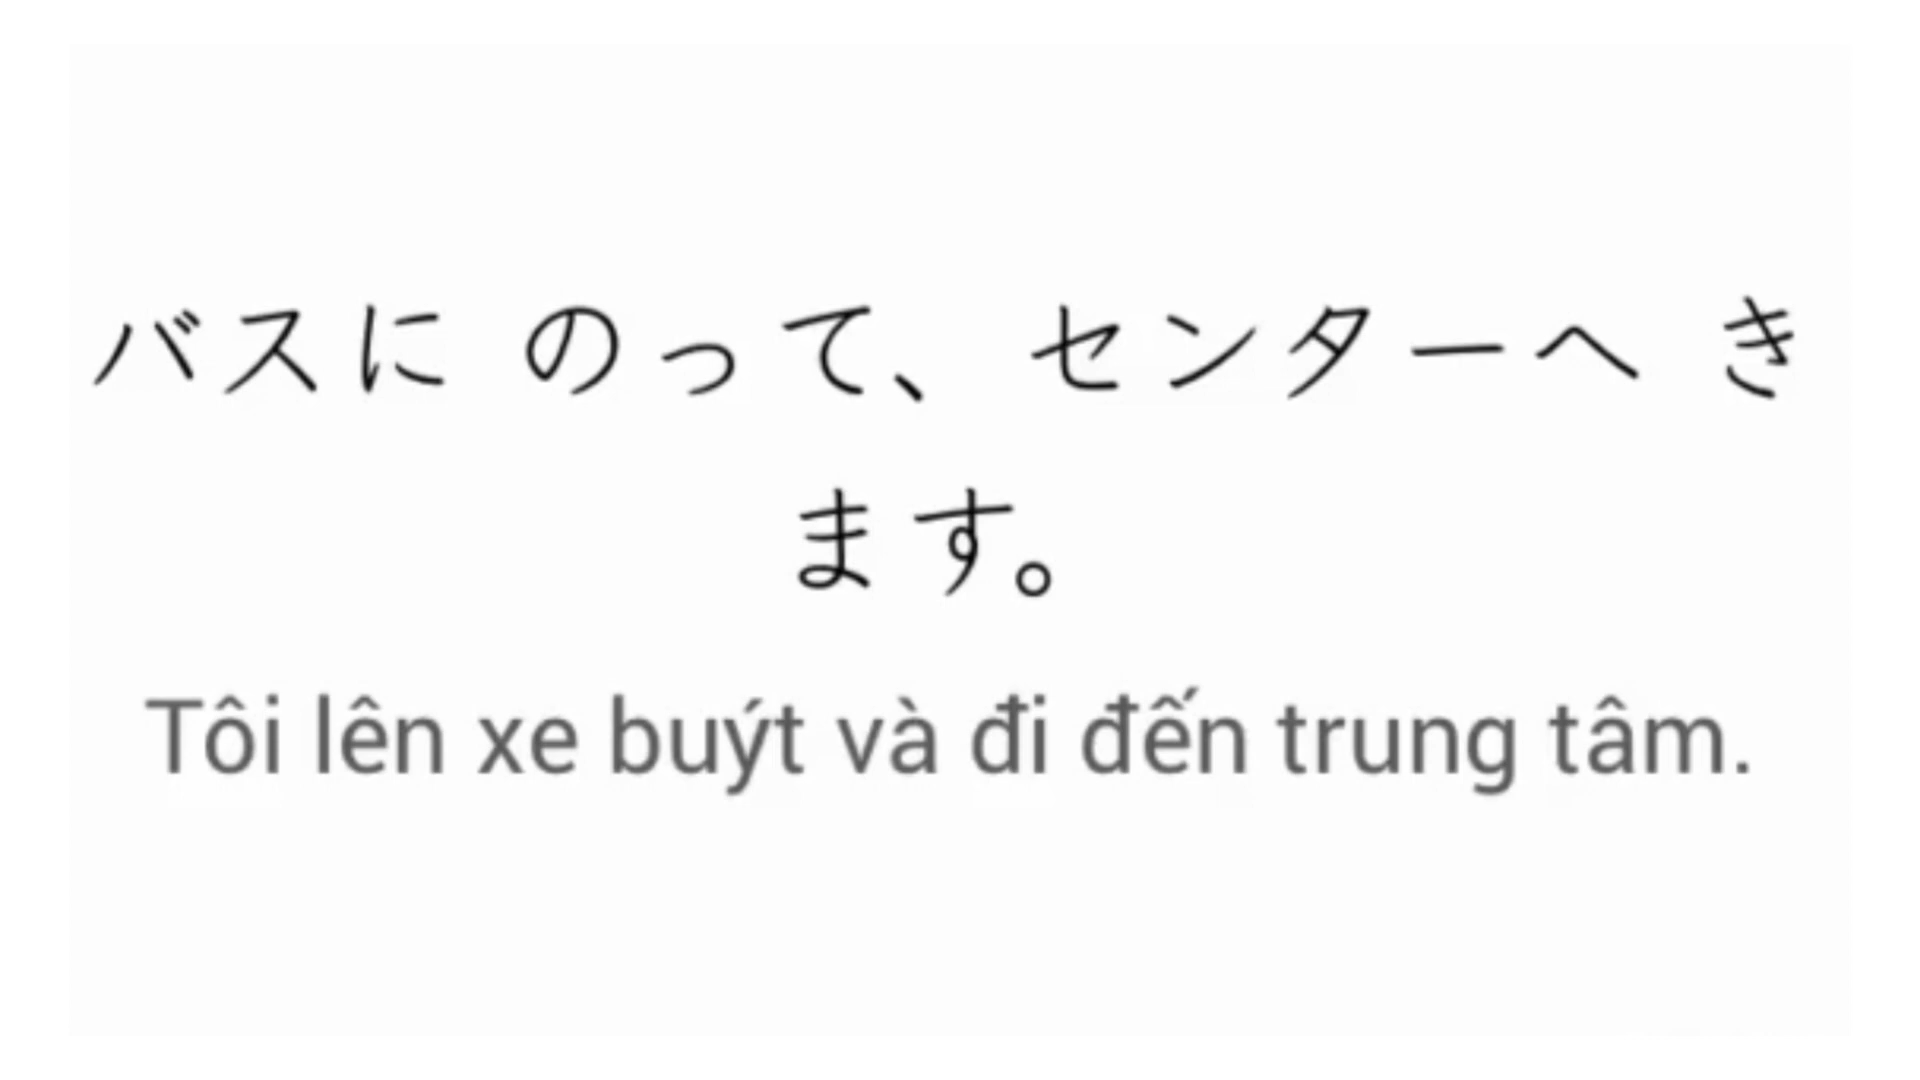 バスに のって、 センターへ き
ます。
Tôi lên xe buýt và đi đến trung tâm.